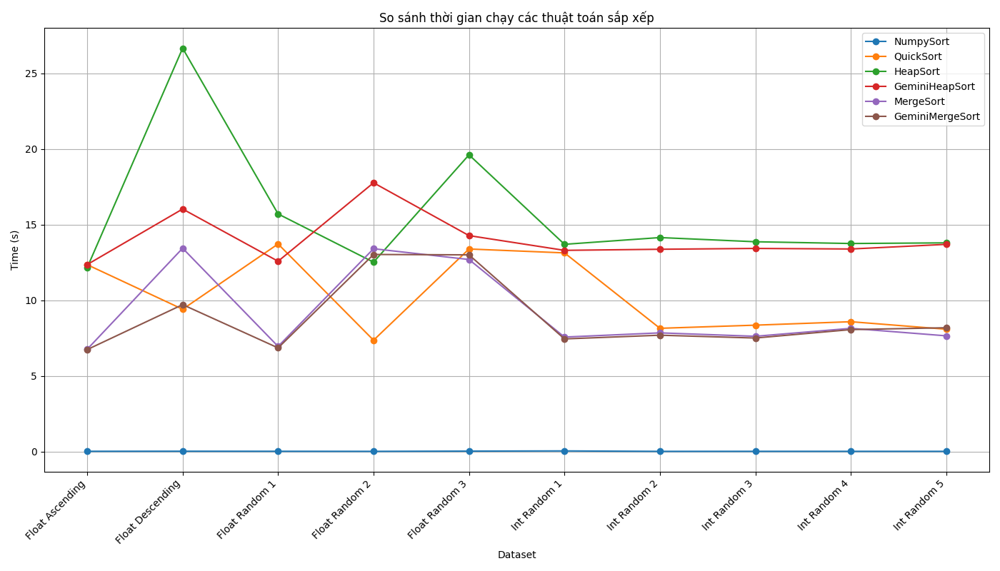 So sánh thời gian chạy các thuật toán sắp xếp
NumpySort
QuickSort
HeapSort
GeminiHeapSort
MergeSort
GeminiMergeSort
Time (s)
25
20
15
10
5
0
Float Ascending
Float Descending
Float Random 1
Float Random 2
Float Random 3
Int Random 1
Int Random 2
Int Random 3
Int Random 4
Int Random 5
Dataset